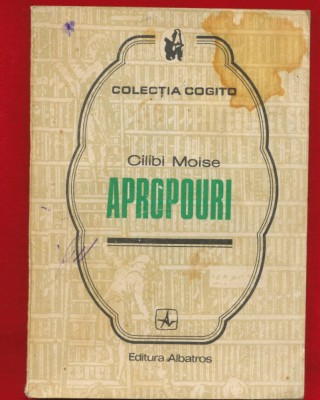 COLECȚIA COGITO
Cilibi Moise
APROPOURI
Editura Albatros